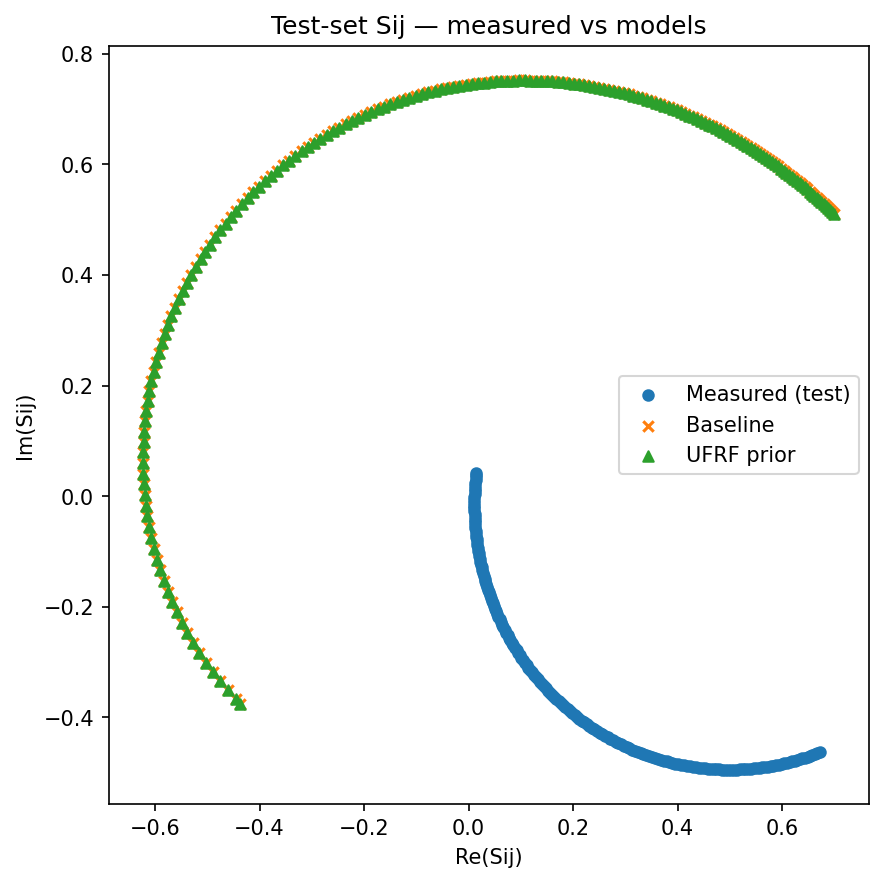 Test-set Sij — measured vs models
0.8
0.6
0.4
0.2
0.0
−0.2
−0.4
Im(Sij)
Measured (test)
Baseline
UFRF prior
−0.6 −0.4 −0.2 0.0 0.2 0.4 0.6
Re(Sij)